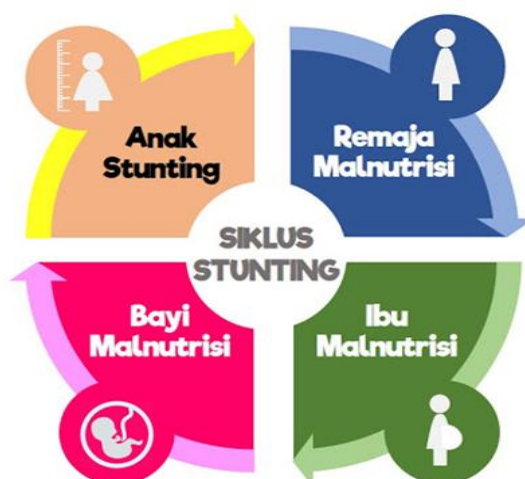 Anak
Stunting
Remaja
Malnutrisi
SIKLUS
STUNTING
Bayi
Malnutrisi
Ibu
Malnutrisi